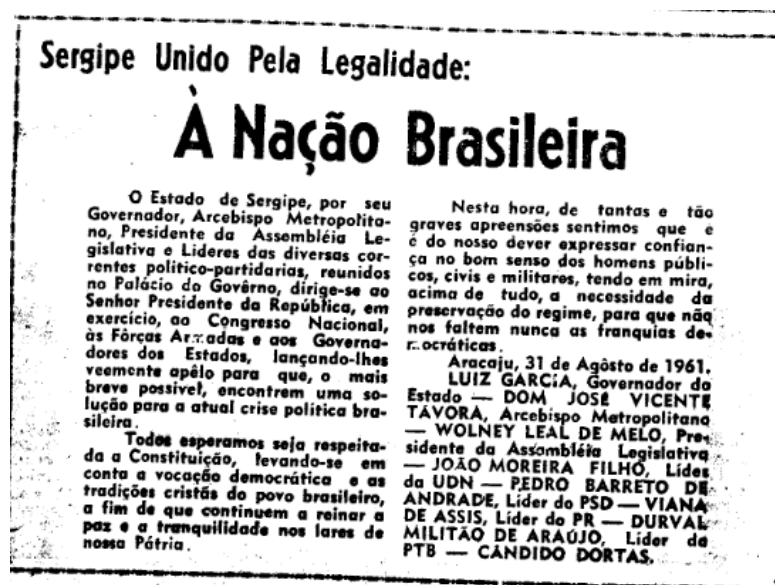 Sergipe Unido Pela Legalidade:
À Nação Brasileira
O Estado de Sergipe, por seu
Governador, Arcebispo Metropolita-
no, Presidente da Assembléia Le-
gislativa e Lideres das diversas cor-
rentes político-partidarias, reunidos
no Palácio do Govêrno, dirige-se ao
Senhor Presidente da República, em
exercício, ao Congresso Nacional,
às Fôrças Armadas e aos Governa-
dores dos Estados, lançando-lhes
veemente apêlo para que, o mais
breve possivel, encontrem uma so-
lução para a atual crise política bra-
sileira.
Todos esperamos seja respeita-
da a Constituição, levando-se em
conta a vocação democrática e as
tradições cristãs do povo brasileiro,
a fim de que continuem a reinar a
paz e a tranquilidade nos lares de
nossa Pátria.
Nesta hora, de tantas e tão
graves apreensões sentimos que e
é do nosso dever expressar confian-
ça no bom senso dos homens públi-
cos, civis e militares, tendo em mira,
acima de tudo, a necessidade da
preservação do regime, para que não
nos faltem nunca as franquias de-
mocráticas.
Aracaju, 31 de Agôsto de 1961.
LUIZ GARCIA, Governador do
Estado — DOM JOSÉ VICENTE
TÁVORA, Arcebispo Metropolitano
— WOLNEY LEAL DE MELO, Pre-
sidente da Assembléia Legislativa
— JOÃO MOREIRA FILHO, Líder
da UDN — PEDRO BARRETO DE
ANDRADE, Líder do PSD — VIANA
DE ASSIS, Líder do PR — DURVAL
MILITÃO DE ARAÚJO, Líder do
PTB — CÂNDIDO DORTAS.